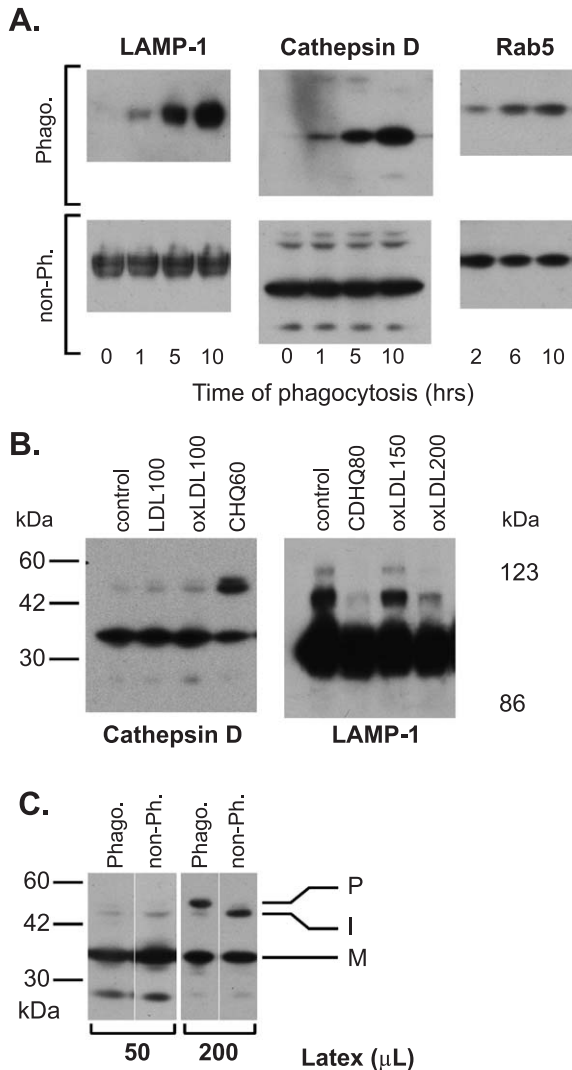 A.
LAMP-1 Cathepsin D Rab5
Phago.
non-Ph.
0 1 5 10 0 1 5 10 2 6 10
Time of phagocytosis (hrs)
B.
control LDL100 oxLDL100 CHQ60 control CDHQ80 oxLDL150 oxLDL200
kDa kDa
60 123
42
30
86
Cathepsin D LAMP-1
C.
Phago. non-Ph. Phago. non-Ph.
60 P
42 I
30 M
kDa
50 200 Latex (μL)